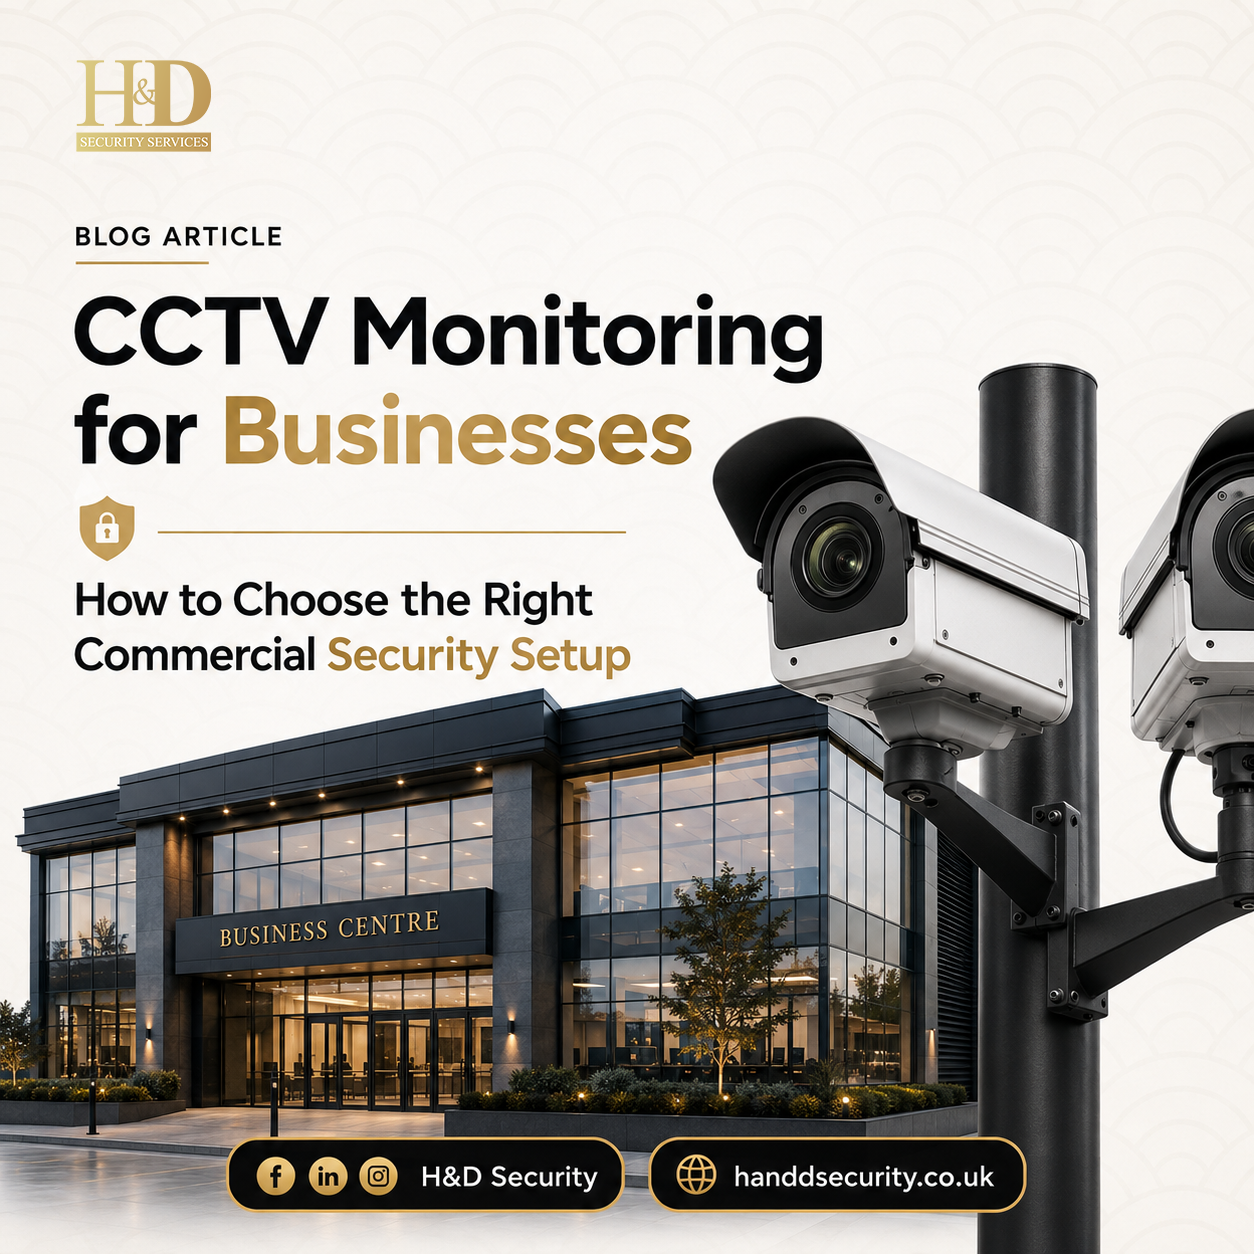 H&D
SECURITY SERVICES
BLOG ARTICLE
CCTV Monitoring
for Businesses
How to Choose the Right
Commercial Security Setup
BUSINESS CENTRE
H&D Security
handdsecurity.co.uk